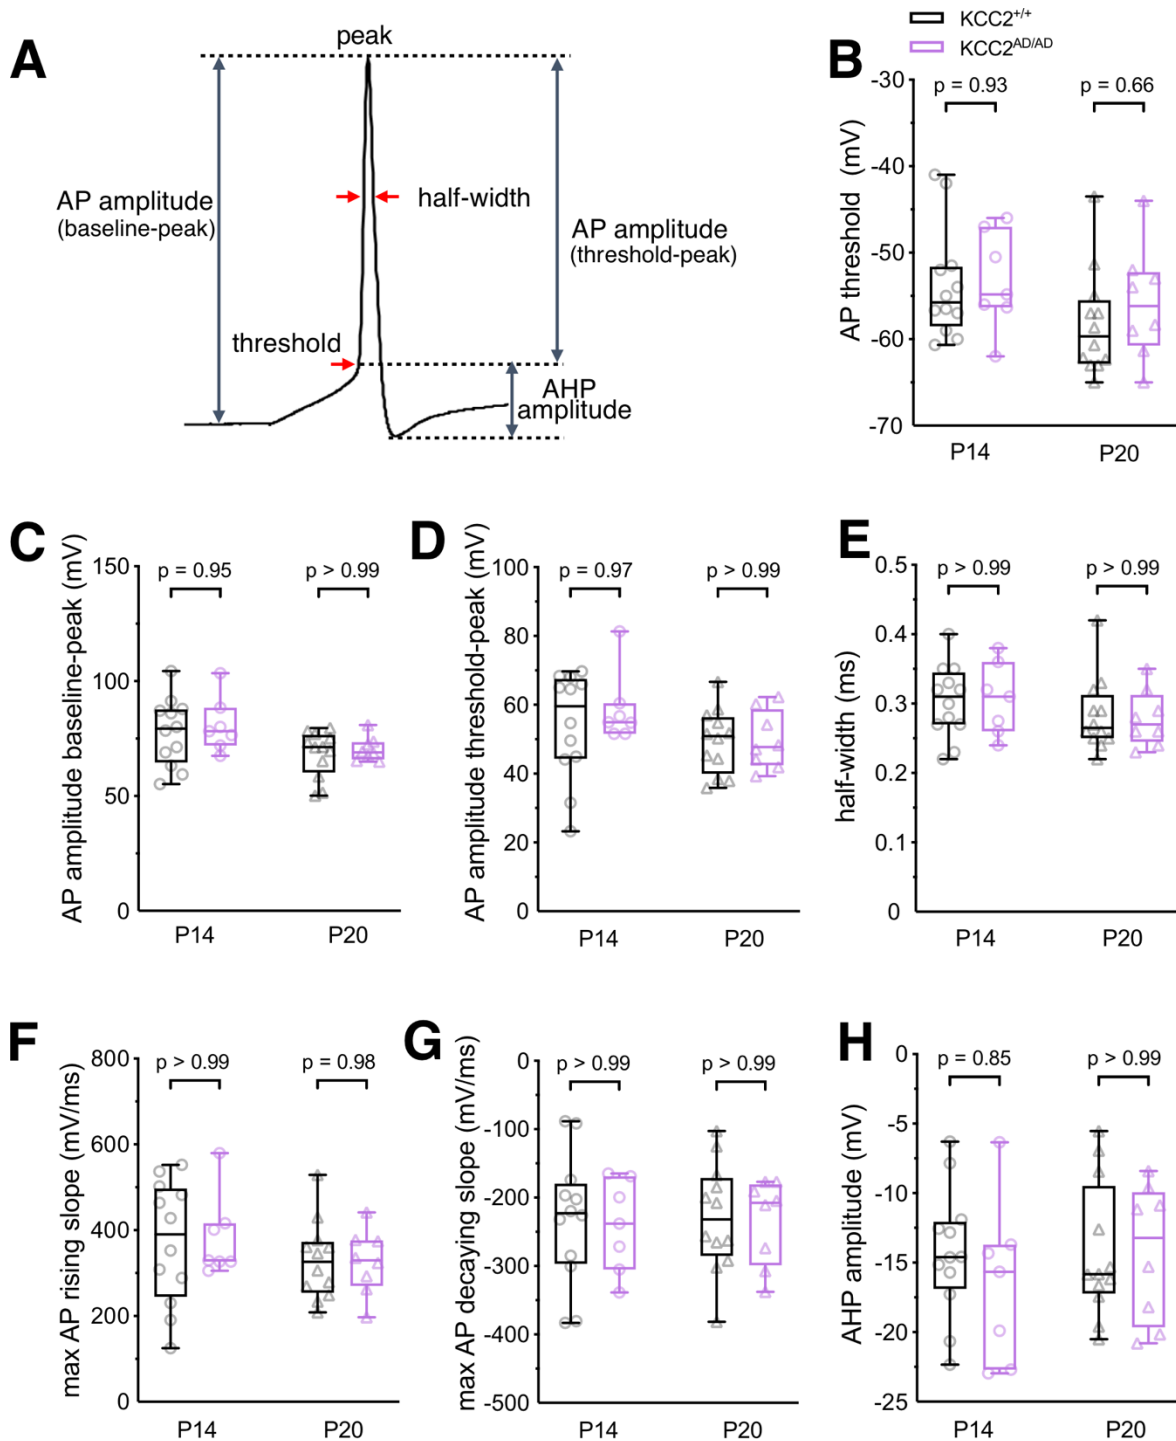 KCC2+/+
KCC2AD/AD
A
peak
AP amplitude
(baseline-peak)
half-width
AP amplitude
(threshold-peak)
threshold
AHP
amplitude
B
AP threshold (mV)
-30
-40
-50
-60
-70
p = 0.93
p = 0.66
P14
P20
C
AP amplitude baseline-peak (mV)
150
100
50
0
p = 0.95
p > 0.99
P14
P20
D
AP amplitude threshold-peak (mV)
100
80
60
40
20
0
p = 0.97
p > 0.99
P14
P20
E
half-width (ms)
0.5
0.4
0.3
0.2
0.1
0
p > 0.99
p > 0.99
P14
P20
F
max AP rising slope (mV/ms)
800
600
400
200
0
p > 0.99
p = 0.98
P14
P20
G
max AP decaying slope (mV/ms)
0
-100
-200
-300
-400
-500
p > 0.99
p > 0.99
P14
P20
H
AHP amplitude (mV)
0
-5
-10
-15
-20
-25
p = 0.85
p > 0.99
P14
P20